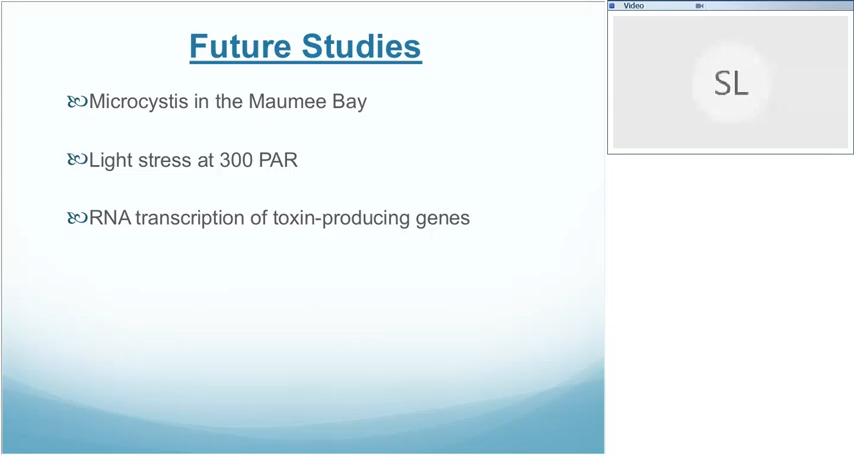 Future Studies
Microcystis in the Maumee Bay
Light stress at 300 PAR
RNA transcription of toxin-producing genes
Video
SL